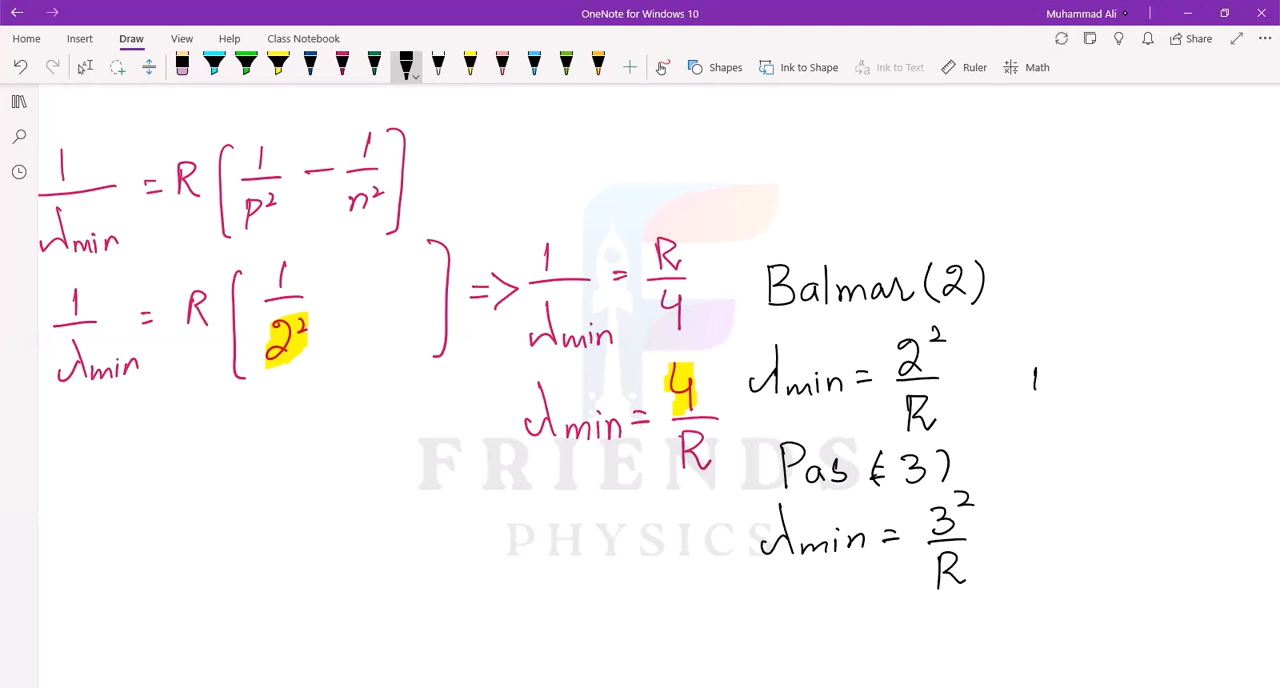 OneNote for Windows 10
Muhammad Ali
Home Insert Draw View Help Class Notebook
Share
Shapes Ink to Shape Ink to Text Ruler Math
1/λmin = R[1/p² − 1/n²]
1/λmin = R[1/2² ] => 1/λmin = R/4
λmin = 4/R
Balmar (2)
λmin = 2²/R
1
Pas (3)
λmin = 3²/R
FRIENDS
PHYSICS